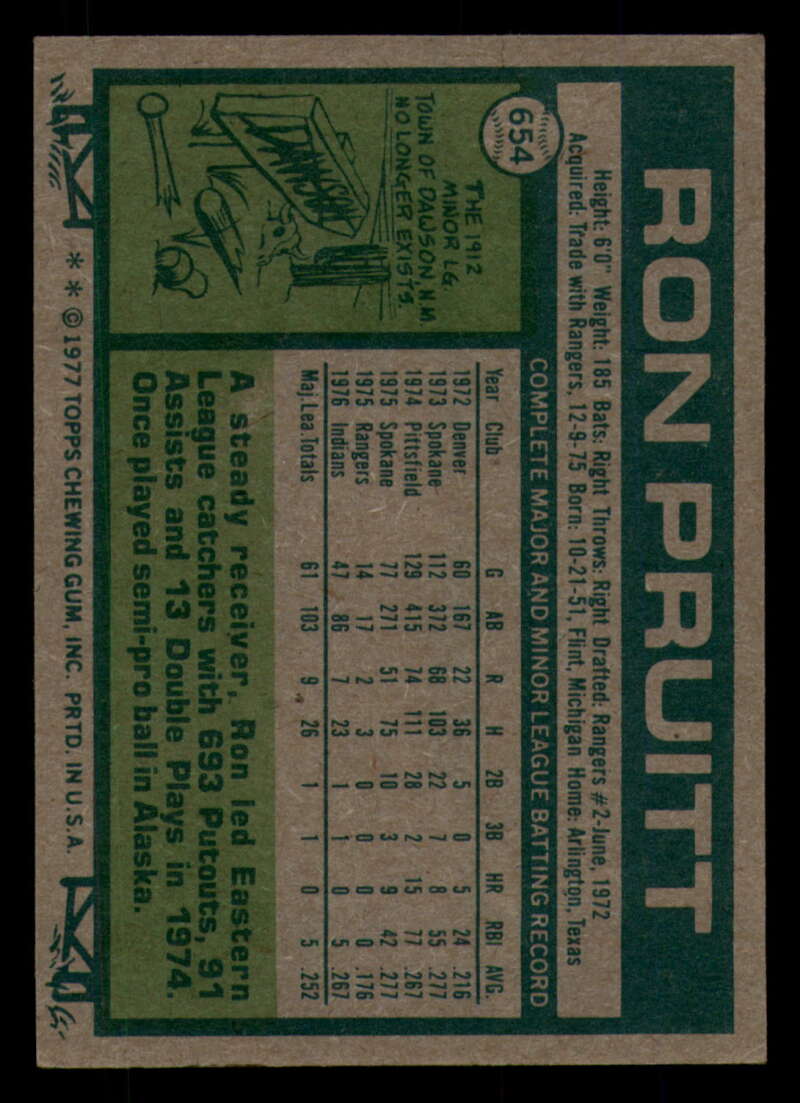 654
RON PRUITT
Height: 6'0" Weight: 185 Bats: Right Throws: Right Drafted: Rangers #2-June, 1972
Acquired: Trade with Rangers, 12-9-75 Born: 10-21-51, Flint, Michigan Home: Arlington, Texas
COMPLETE MAJOR AND MINOR LEAGUE BATTING RECORD
Year Club G AB R H 2B 3B HR RBI AVG.
1972 Denver 60 167 22 36 5 0 5 24 .216
1973 Spokane 112 372 68 103 22 7 8 55 .277
1974 Pittsfield 129 415 74 111 28 2 15 77 .267
1975 Spokane 77 271 51 75 10 3 9 42 .277
1975 Rangers 14 17 2 3 0 0 0 0 .176
1976 Indians 47 86 7 23 1 1 0 5 .267
Maj.Lea.Totals 61 103 9 26 1 1 0 5 .252
THE 1912
MINOR LG.
TOWN OF DAWSON N.M.
NO LONGER EXISTS.
DAWSON
A steady receiver, Ron led Eastern
League catchers with 693 Putouts, 91
Assists and 13 Double Plays in 1974.
Once played semi-pro ball in Alaska.
* * © 1977 TOPPS CHEWING GUM, INC. PRTD. IN U.S.A.